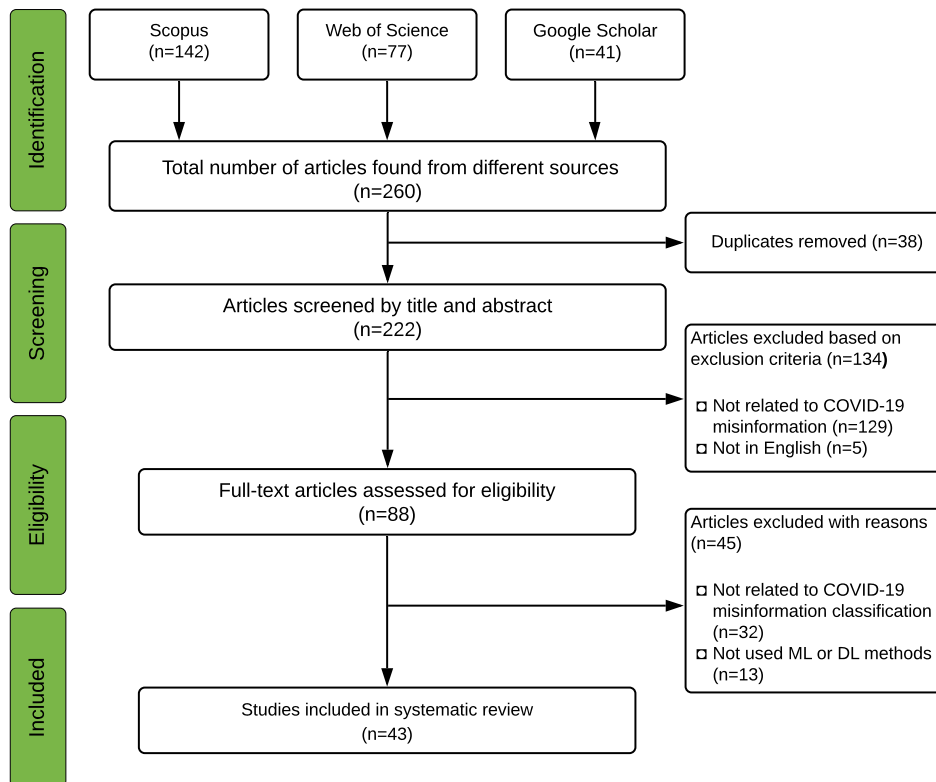 Identification
Scopus
(n=142)
Web of Science
(n=77)
Google Scholar
(n=41)
Total number of articles found from different sources
(n=260)
Screening
Duplicates removed (n=38)
Articles screened by title and abstract
(n=222)
Articles excluded based on
exclusion criteria (n=134)
Not related to COVID-19
misinformation (n=129)
Not in English (n=5)
Eligibility
Full-text articles assessed for eligibility
(n=88)
Articles excluded with reasons
(n=45)
Not related to COVID-19
misinformation classification
(n=32)
Not used ML or DL methods
(n=13)
Included
Studies included in systematic review
(n=43)